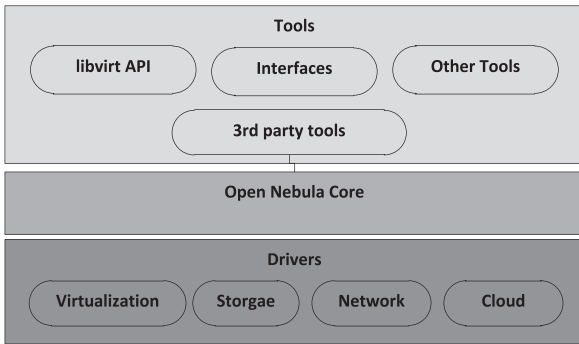 Tools
libvirt API Interfaces Other Tools
3rd party tools
Open Nebula Core
Drivers
Virtualization Storgae Network Cloud